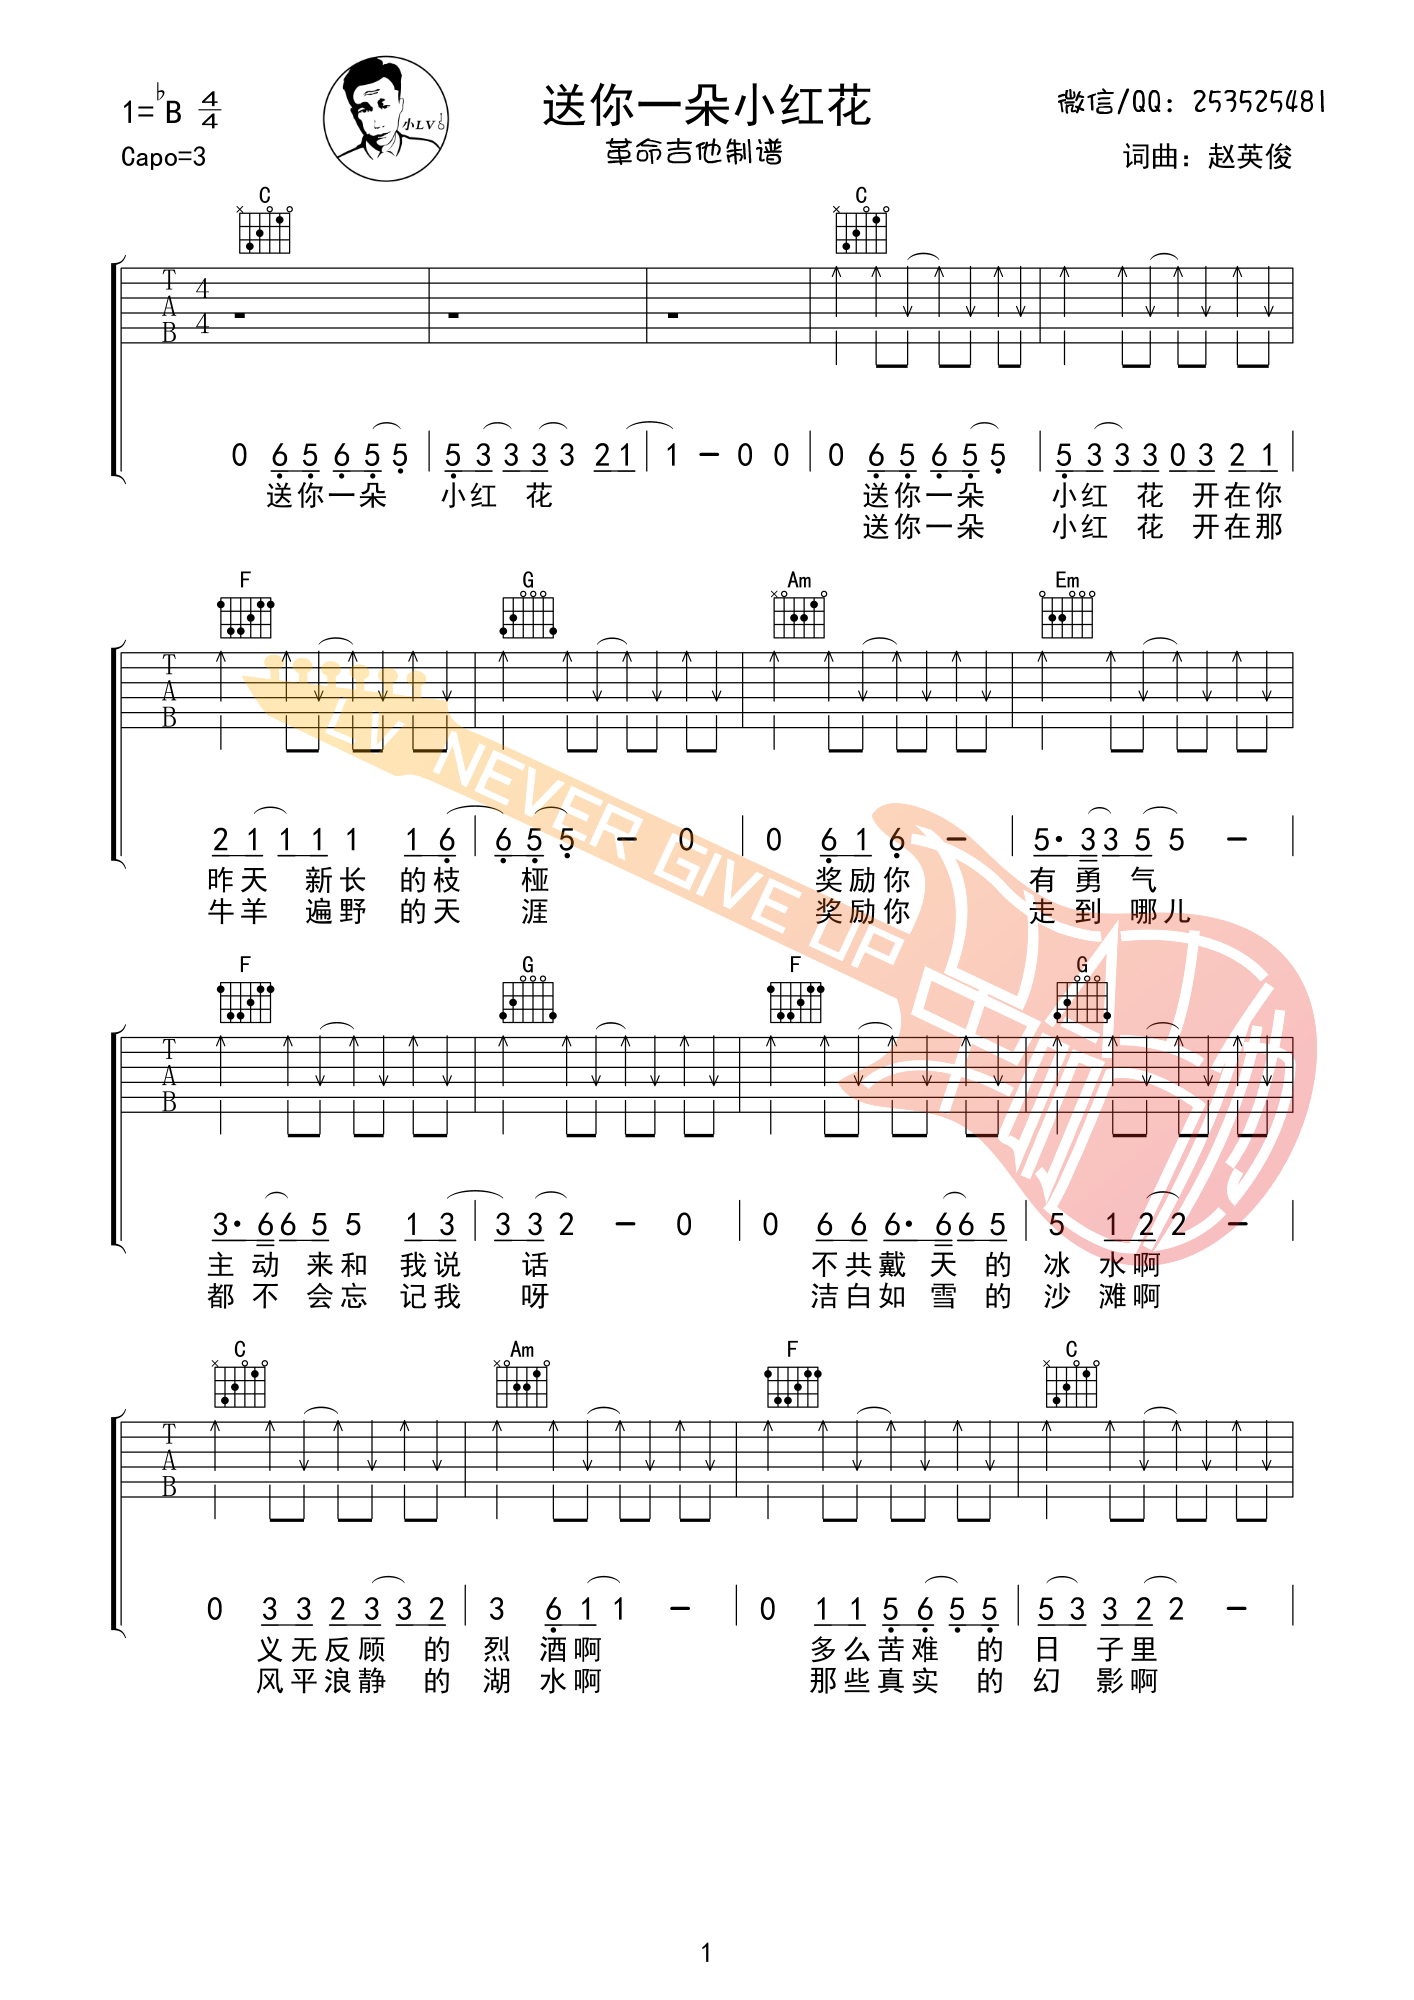 1=♭B 4/4
Capo=3
小LV
送你一朵小红花
革命吉他制谱
微信/QQ: 253525481
词曲: 赵英俊
C C
T A B 4 4
0 6 5 6 5 5 5 3 3 3 3 2 1 1 - 0 0 0 6 5 6 5 5 5 3 3 3 0 3 2 1
送你一朵 小红 花 送你一朵 小红 花 开在你
送你一朵 小红 花 开在那
F G Am Em
T A B
2 1 1 1 1 1 6 6 5 5 - 0 0 6 1 6 - 5· 3 3 5 5 -
昨天 新长 的枝 桠 奖励你 有勇 气
牛羊 遍野 的天 涯 奖励你 走到 哪儿
F G F G
T A B
3· 6 6 5 5 1 3 3 3 2 - 0 0 6 6 6· 6 6 5 5 1 2 2 -
主动 来和 我说 话 不共戴天的 冰 水啊
都不 会忘 记我 呀 洁白如雪的 沙 滩啊
C Am F C
T A B
0 3 3 2 3 3 2 3 6 1 1 - 0 1 1 5 6 5 5 5 3 3 2 2 -
义无反顾 的 烈 酒啊 多么苦难 的 日 子里
风平浪静 的 湖 水啊 那些真实 的 幻 影啊
LV NEVER GIVE UP
1